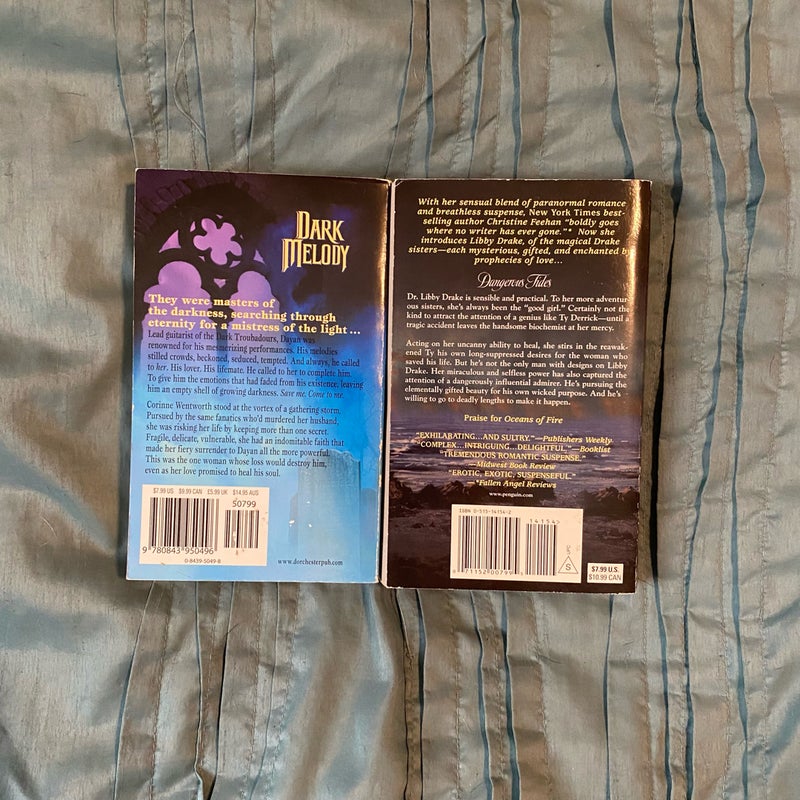 DARK
MELODY
They were masters of
the darkness, searching through
eternity for a mistress of the light ...
Lead guitarist of the Dark Troubadours, Dayan was
renowned for his mesmerizing performances. His melodies
stilled crowds, beckoned, seduced, tempted. And always, he called
to her. His lover. His lifemate. He called to her to complete him.
To give him the emotions that had faded from his existence, leaving
him an empty shell of growing darkness. Save me. Come to me.
Corinne Wentworth stood at the vortex of a gathering storm.
Pursued by the same fanatics who'd murdered her husband,
she was risking her life by keeping more than one secret.
Fragile, delicate, vulnerable, she had an indomitable faith that
made her fiery surrender to Dayan all the more powerful.
This was the one woman whose loss would destroy him,
even as her love promised to heal his soul.
$7.99 US $9.99 CAN £5.99 UK $14.95 AUS
50799
9 780843 950496
0-8439-5049-8
www.dorchesterpub.com
With her sensual blend of paranormal romance
and breathless suspense, New York Times best-
selling author Christine Feehan "boldly goes
where no writer has ever gone."* Now she
introduces Libby Drake, of the magical Drake
sisters—each mysterious, gifted, and enchanted by
prophecies of love...
Dangerous Tides
Dr. Libby Drake is sensible and practical. To her more adventur-
ous sisters, she's always been the "good girl." Certainly not the
kind to attract the attention of a genius like Ty Derrick—until a
tragic accident leaves the handsome biochemist at her mercy.
Acting on her uncanny ability to heal, she stirs in the reawak-
ened Ty his own long-suppressed desires for the woman who
saved his life. But he's not the only man with designs on Libby
Drake. Her miraculous and selfless power has also captured the
attention of a dangerously influential admirer. He's pursuing the
elementally gifted beauty for his own wicked purpose. And he's
willing to go to deadly lengths to make it happen.
Praise for Oceans of Fire
"EXHILARATING...AND SULTRY."—Publishers Weekly
"COMPLEX...INTRIGUING...DELIGHTFUL."—Booklist
"TREMENDOUS ROMANTIC SUSPENSE."
—Midwest Book Review
"EROTIC, EXOTIC, SUSPENSEFUL."
—*Fallen Angel Reviews
www.penguin.com
ISBN 0-515-14154-2
14154
71152 00799
UPC
S
$7.99 U.S.
$10.99 CAN